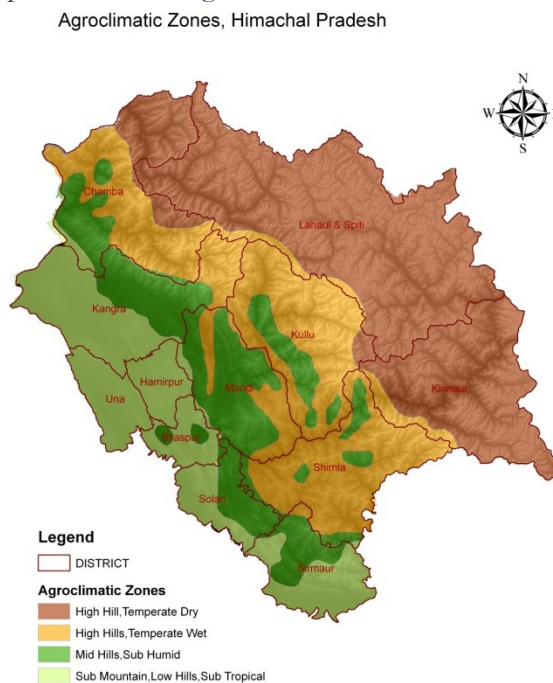 Agroclimatic Zones, Himachal Pradesh
N
W
S
Chamba
Lahaul & Spiti
Kangra
Kullu
Hamirpur
Mandi
Kinnaur
Una
Bilaspur
Shimla
Solan
Sirmaur
Legend
DISTRICT
Agroclimatic Zones
High Hill,Temperate Dry
High Hills,Temperate Wet
Mid Hills,Sub Humid
Sub Mountain,Low Hills,Sub Tropical